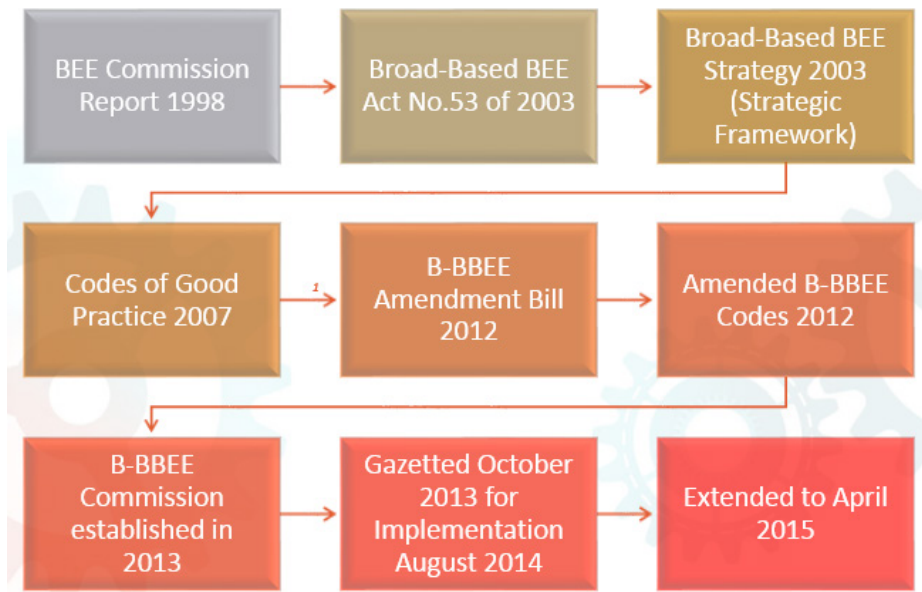 BEE Commission
Report 1998
Broad-Based BEE
Act No.53 of 2003
Broad-Based BEE
Strategy 2003
(Strategic
Framework)
Codes of Good
Practice 2007
1
B-BBEE
Amendment Bill
2012
Amended B-BBEE
Codes 2012
B-BBEE
Commission
established in
2013
Gazetted October
2013 for
Implementation
August 2014
Extended to April
2015